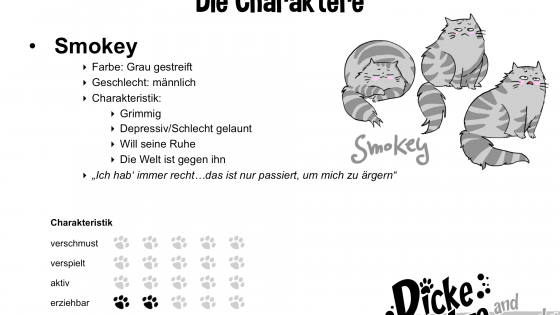 Die Charaktere
Smokey
Farbe: Grau gestreift
Geschlecht: männlich
Charakteristik:
Grimmig
Depressiv/Schlecht gelaunt
Will seine Ruhe
Die Welt ist gegen ihn
„Ich hab‘ immer recht…das ist nur passiert, um mich zu ärgern“
Smokey
Charakteristik
verschmust
verspielt
aktiv
erziehbar
Dicke
and